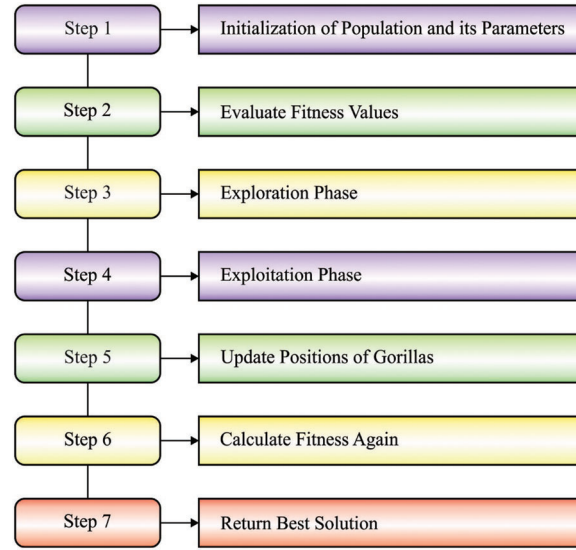 Step 1
Initialization of Population and its Parameters
Step 2
Evaluate Fitness Values
Step 3
Exploration Phase
Step 4
Exploitation Phase
Step 5
Update Positions of Gorillas
Step 6
Calculate Fitness Again
Step 7
Return Best Solution